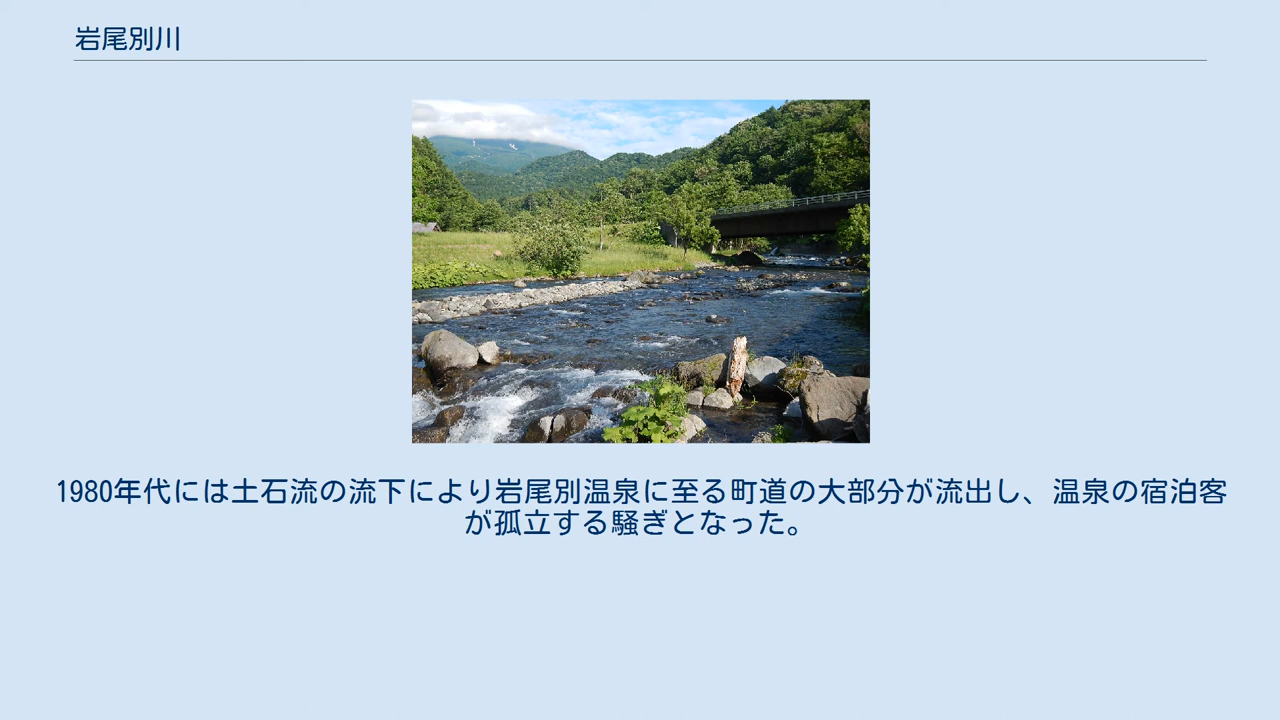 岩尾別川
1980年代には土石流の流下により岩尾別温泉に至る町道の大部分が流出し、温泉の宿泊客
が孤立する騒ぎとなった。